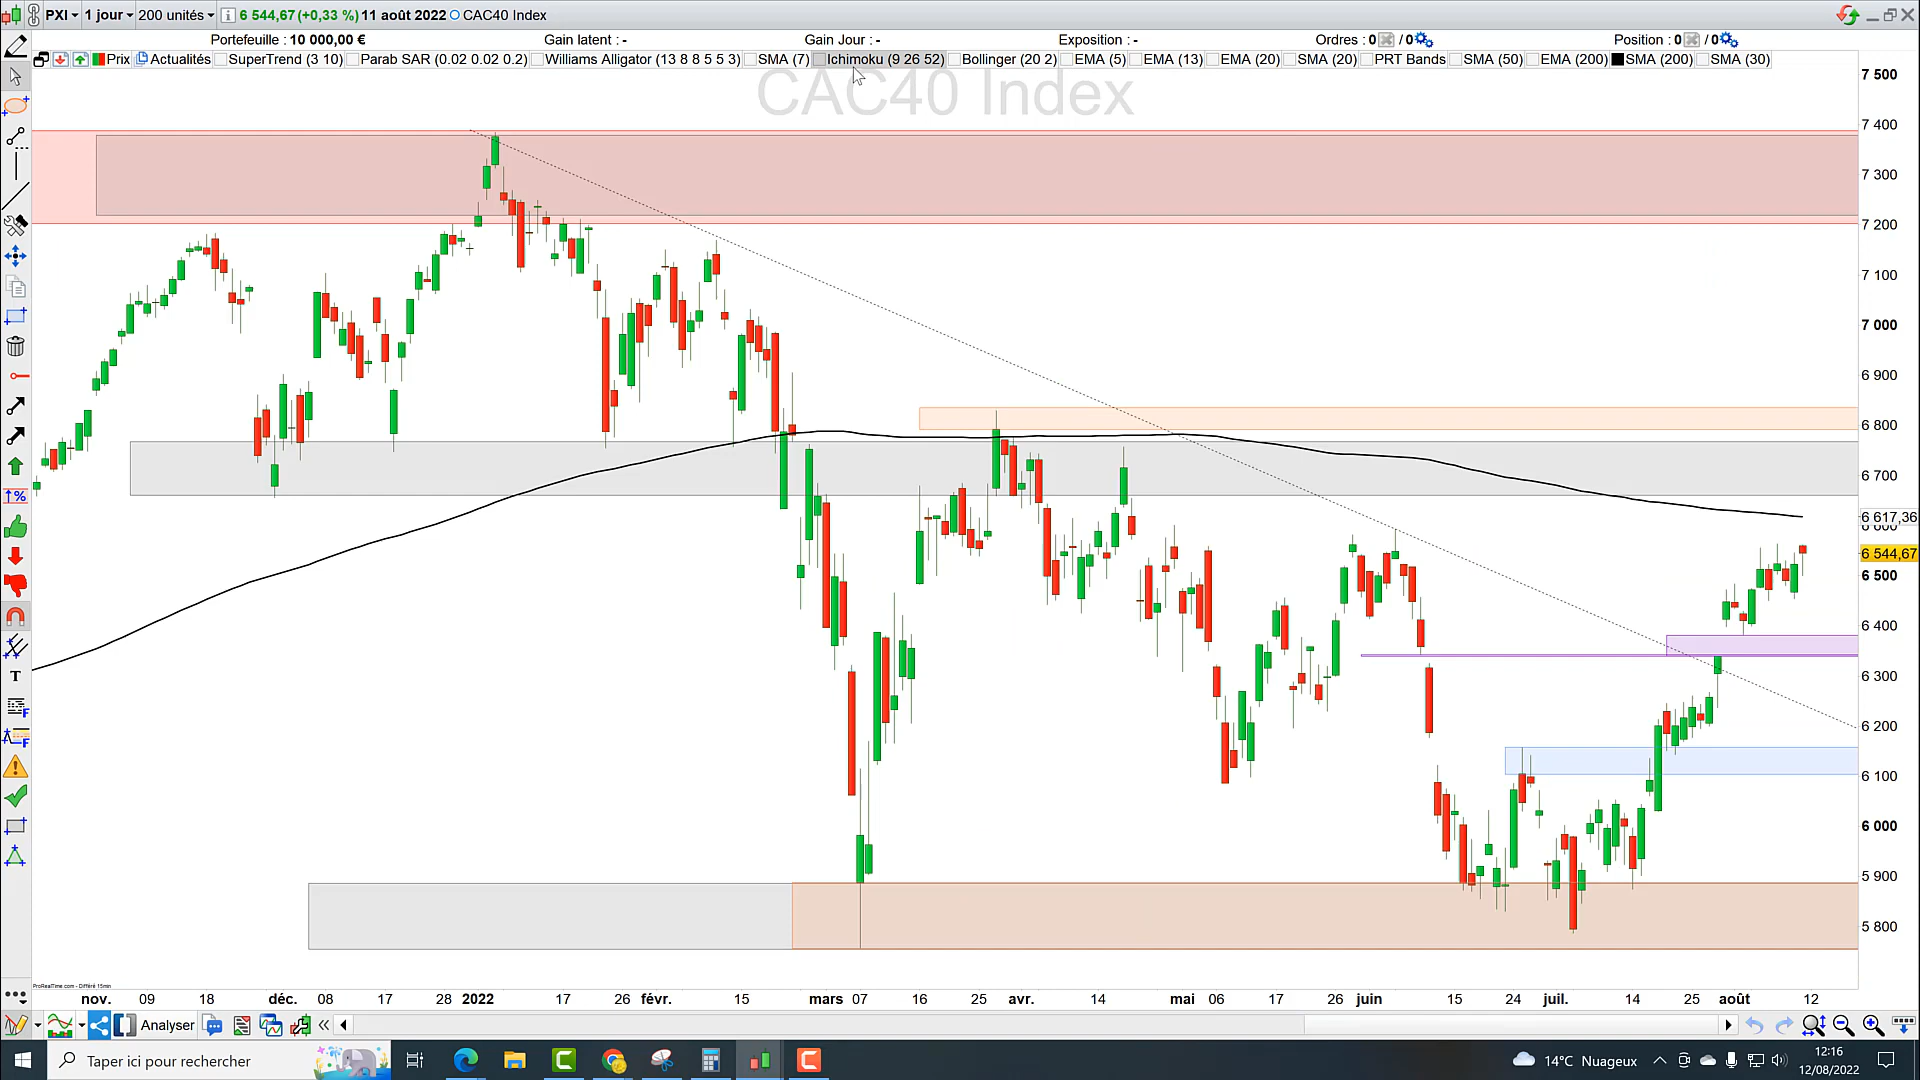 PXI 1 jour 200 unités 6 544,67 (+0,33 %) 11 août 2022 CAC40 Index
Portefeuille : 10 000,00 € Gain latent : - Gain Jour : - Exposition : - Ordres : 0 / 0 Position : 0 / 0
Prix Actualités SuperTrend (3 10) Parab SAR (0.02 0.02 0.2) Williams Alligator (13 8 8 5 5 3) SMA (7) Ichimoku (9 26 52) Bollinger (20 2) EMA (5) EMA (13) EMA (20) SMA (20) PRT Bands SMA (50) EMA (200) SMA (200) SMA (30)
CAC40 Index
7 500
7 400
7 300
7 200
7 100
7 000
6 900
6 800
6 700
6 617,36
6 600
6 544,67
6 500
6 400
6 300
6 200
6 100
6 000
5 900
5 800
ProRealTime.com - Différé 15min
nov. 09 18 déc. 08 17 28 2022 17 26 févr. 15 mars 07 16 25 avr. 14 mai 06 17 26 juin 15 24 juil. 14 25 août 12
Analyser
Taper ici pour rechercher
14°C Nuageux
12:16
12/08/2022